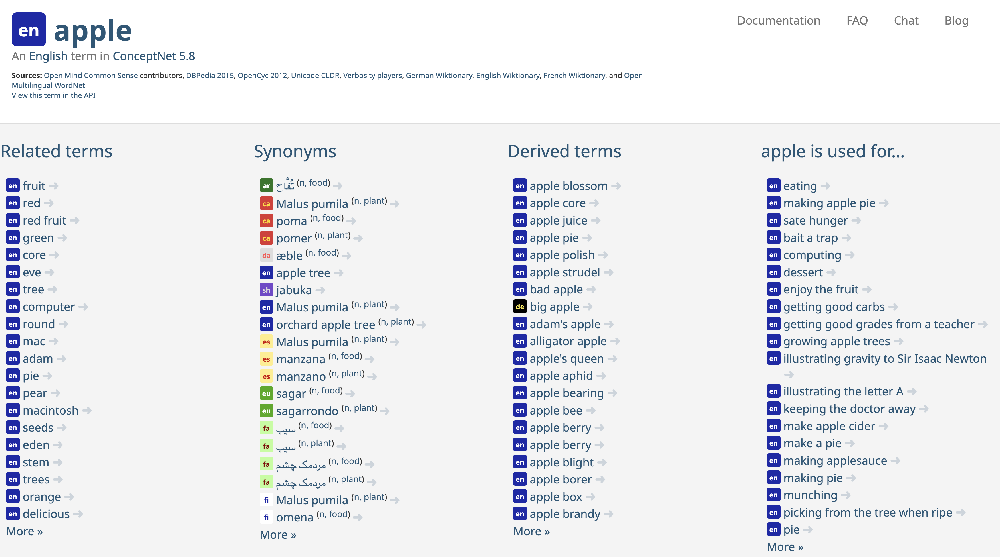 en apple
Documentation FAQ Chat Blog
An English term in ConceptNet 5.8
Sources: Open Mind Common Sense contributors, DBPedia 2015, OpenCyc 2012, Unicode CLDR, Verbosity players, German Wiktionary, English Wiktionary, French Wiktionary, and Open
Multilingual WordNet
View this term in the API
Related terms
en fruit ➜
en red ➜
en red fruit ➜
en green ➜
en core ➜
en eve ➜
en tree ➜
en computer ➜
en round ➜
en mac ➜
en adam ➜
en pie ➜
en pear ➜
en macintosh ➜
en seeds ➜
en eden ➜
en stem ➜
en trees ➜
en orange ➜
en delicious ➜
More »
Synonyms
ar تُفَّاح (n, food) ➜
ca Malus pumila (n, plant) ➜
ca poma (n, food) ➜
ca pomer (n, plant) ➜
da æble (n, food) ➜
en apple tree ➜
sh jabuka ➜
en Malus pumila (n, plant) ➜
en orchard apple tree (n, plant) ➜
es Malus pumila (n, plant) ➜
es manzana (n, food) ➜
es manzano (n, plant) ➜
eu sagar (n, food) ➜
eu sagarrondo (n, plant) ➜
fa سیب (n, food) ➜
fa سیب (n, plant) ➜
fa مردمک چشم (n, food) ➜
fa مردمک چشم (n, plant) ➜
fi Malus pumila (n, plant) ➜
fi omena (n, food) ➜
More »
Derived terms
en apple blossom ➜
en apple core ➜
en apple juice ➜
en apple pie ➜
en apple polish ➜
en apple strudel ➜
en bad apple ➜
de big apple ➜
en adam's apple ➜
en alligator apple ➜
en apple's queen ➜
en apple aphid ➜
en apple bearing ➜
en apple bee ➜
en apple berry ➜
en apple berry ➜
en apple blight ➜
en apple borer ➜
en apple box ➜
en apple brandy ➜
More »
apple is used for...
en eating ➜
en making apple pie ➜
en sate hunger ➜
en bait a trap ➜
en computing ➜
en dessert ➜
en enjoy the fruit ➜
en getting good carbs ➜
en getting good grades from a teacher ➜
en growing apple trees ➜
en illustrating gravity to Sir Isaac Newton
➜
en illustrating the letter A ➜
en keeping the doctor away ➜
en make apple cider ➜
en make a pie ➜
en making applesauce ➜
en making pie ➜
en munching ➜
en picking from the tree when ripe ➜
en pie ➜
More »